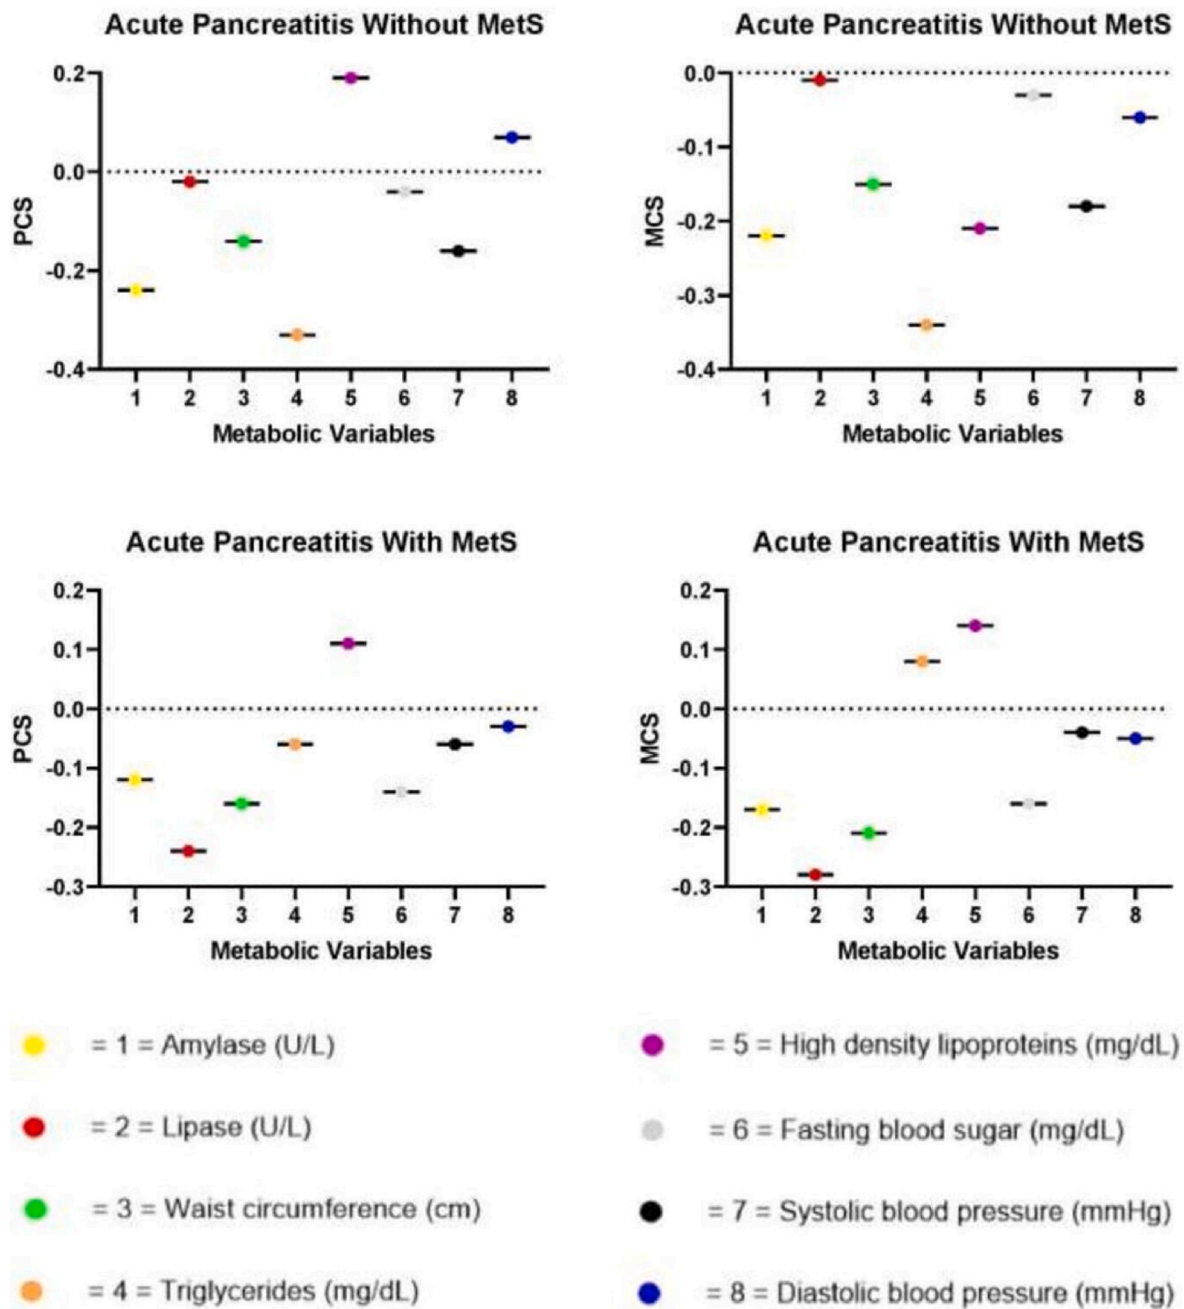 Acute Pancreatitis Without MetS
PCS
0.2
0.0
-0.2
-0.4
1 2 3 4 5 6 7 8
Metabolic Variables
Acute Pancreatitis Without MetS
MCS
0.0
-0.1
-0.2
-0.3
-0.4
1 2 3 4 5 6 7 8
Metabolic Variables
Acute Pancreatitis With MetS
PCS
0.2
0.1
0.0
-0.1
-0.2
-0.3
1 2 3 4 5 6 7 8
Metabolic Variables
Acute Pancreatitis With MetS
MCS
0.2
0.1
0.0
-0.1
-0.2
-0.3
1 2 3 4 5 6 7 8
Metabolic Variables
= 1 = Amylase (U/L)
= 2 = Lipase (U/L)
= 3 = Waist circumference (cm)
= 4 = Triglycerides (mg/dL)
= 5 = High density lipoproteins (mg/dL)
= 6 = Fasting blood sugar (mg/dL)
= 7 = Systolic blood pressure (mmHg)
= 8 = Diastolic blood pressure (mmHg)